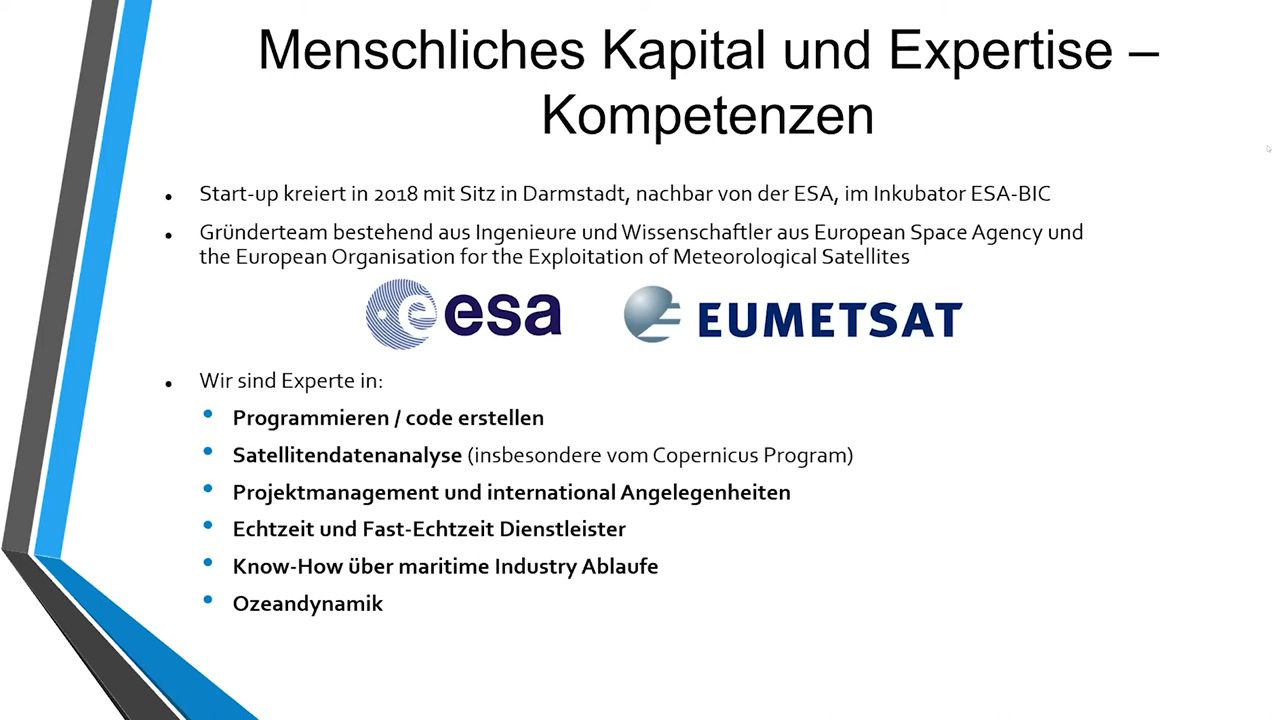 Menschliches Kapital und Expertise –
Kompetenzen
• Start-up kreiert in 2018 mit Sitz in Darmstadt, nachbar von der ESA, im Inkubator ESA-BIC
• Gründerteam bestehend aus Ingenieure und Wissenschaftler aus European Space Agency und
the European Organisation for the Exploitation of Meteorological Satellites
esa EUMETSAT
• Wir sind Experte in:
• Programmieren / code erstellen
• Satellitendatenanalyse (insbesondere vom Copernicus Program)
• Projektmanagement und international Angelegenheiten
• Echtzeit und Fast-Echtzeit Dienstleister
• Know-How über maritime Industry Ablaufe
• Ozeandynamik